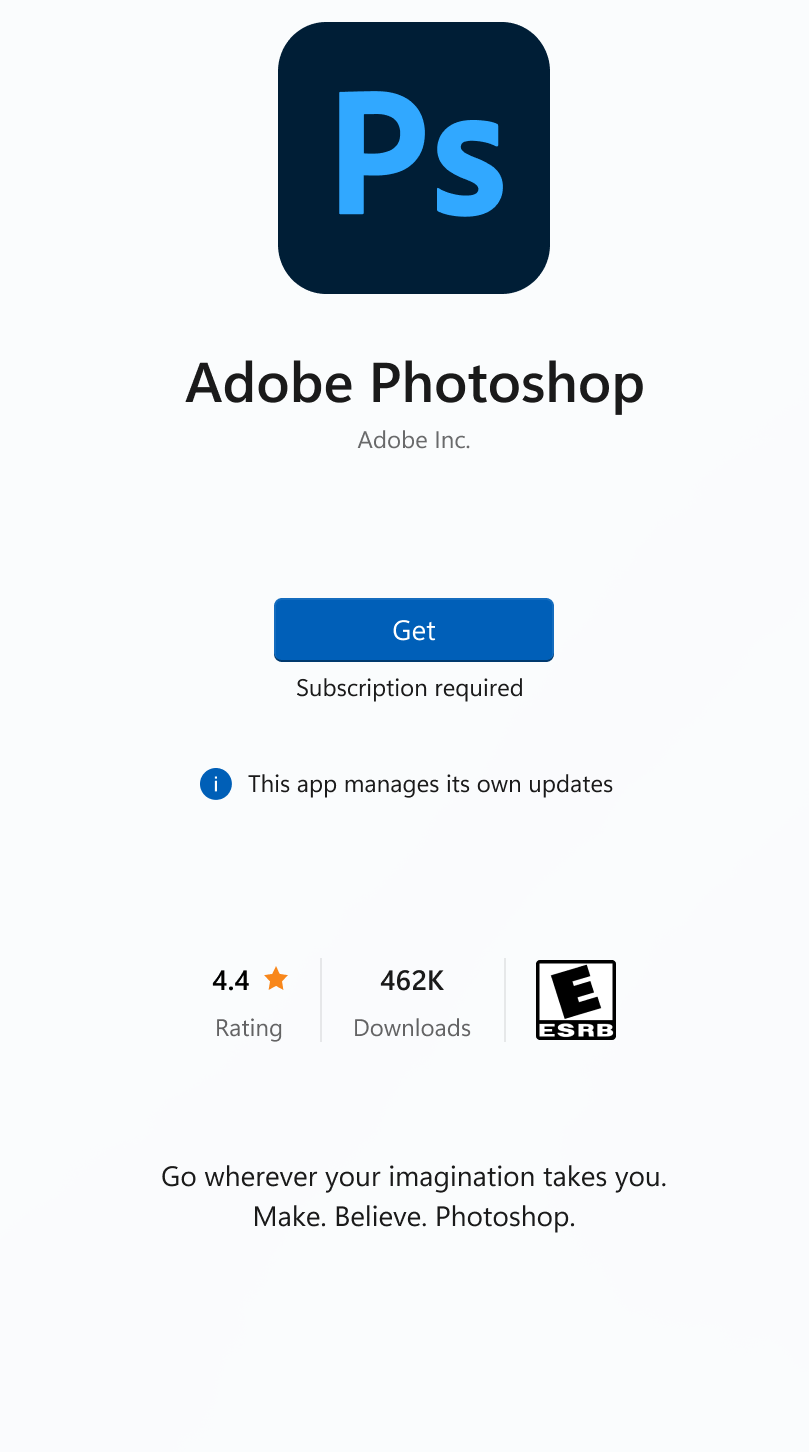 Ps
Adobe Photoshop
Adobe Inc.
Get
Subscription required
i
This app manages its own updates
4.4
Rating
462K
Downloads
E
ESRB
Go wherever your imagination takes you.
Make. Believe. Photoshop.